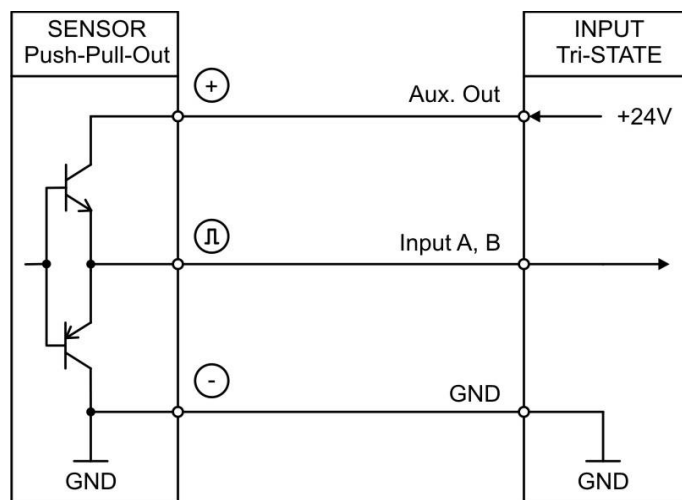 SENSOR
Push-Pull-Out
INPUT
Tri-STATE
+
Aux. Out
+24V
Input A, B
-
GND
GND
GND